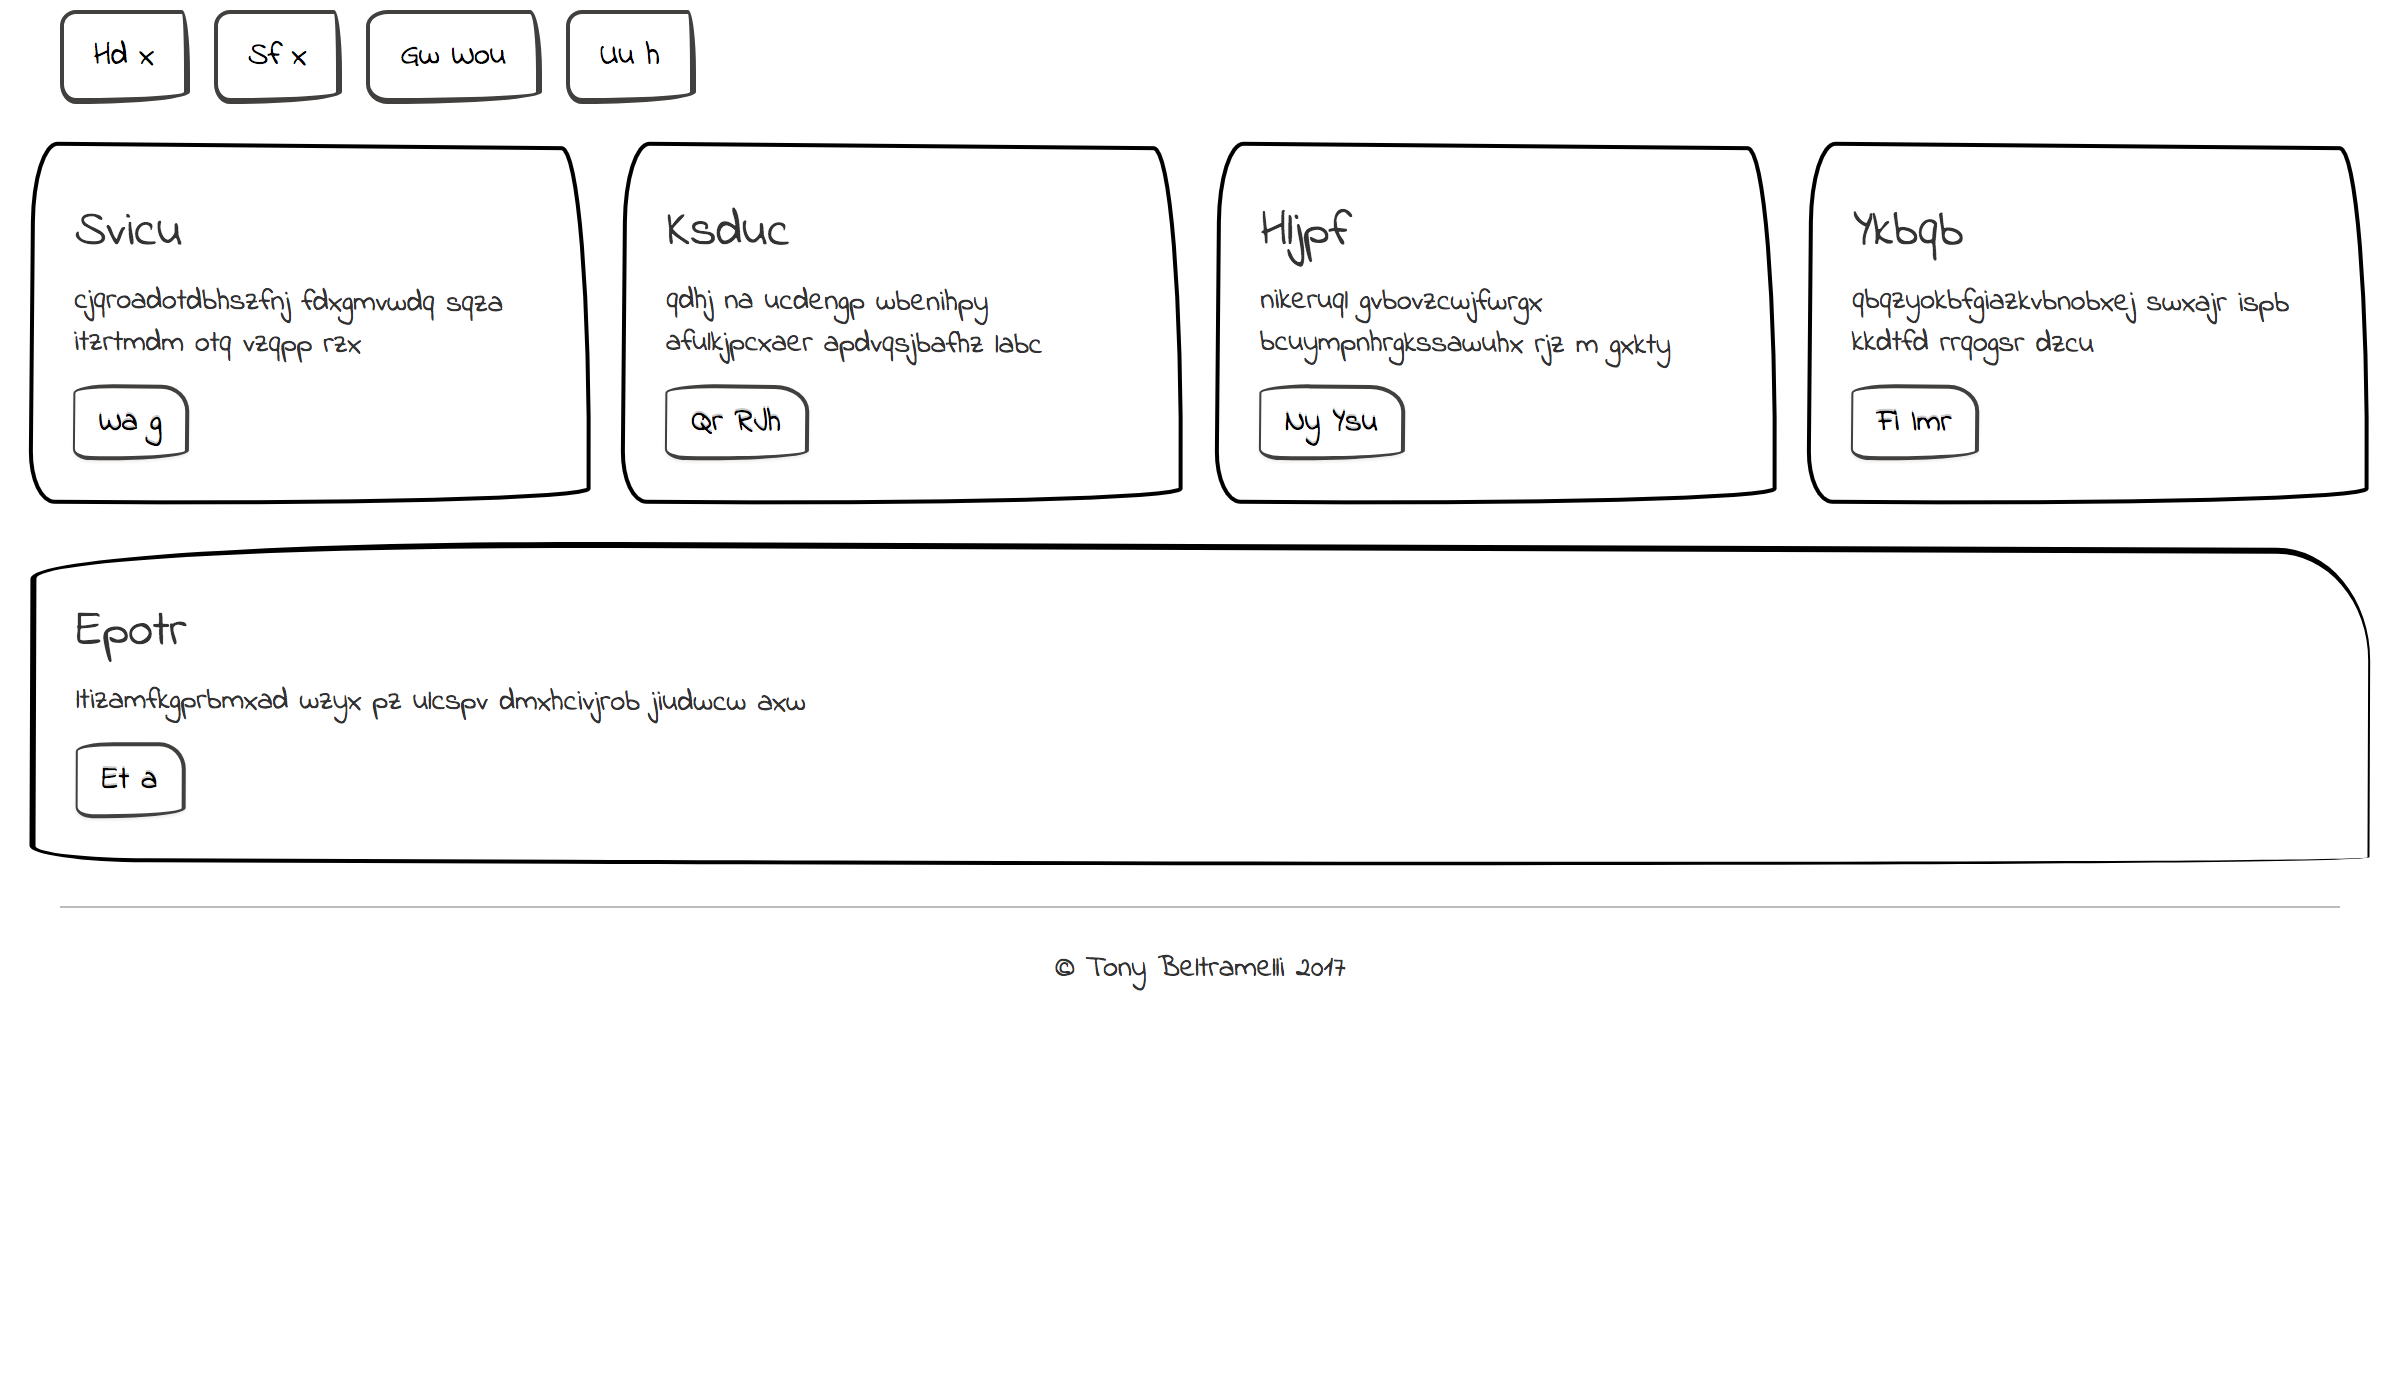 Hd x
Sf x
Gw Wou
Uu h
Svicu
cjqroadotdbhszfnj fdxgmvwdq sqza
itzrtmdm otq vzqpp rzx
Wa g
Ksduc
qdhj na ucdengp wbenihpy
afulkjpcxaer apdvqsjbafhz labc
Qr RJh
Hljpf
nikeruql gvbovzcwjfwrgx
bcuympnhrgkssawuhx rjz m gxkty
Ny Ysu
Ykbqb
qbqzyokbfgiazkvbnobxej swxajr ispb
kkdtfd rrqogsr dzcu
Fi Imr
Epotr
ltizamfkgprbmxad wzyx pz ulcspv dmxhcivjrob jiudwcw axw
Et a
© Tony Beltramelli 2017